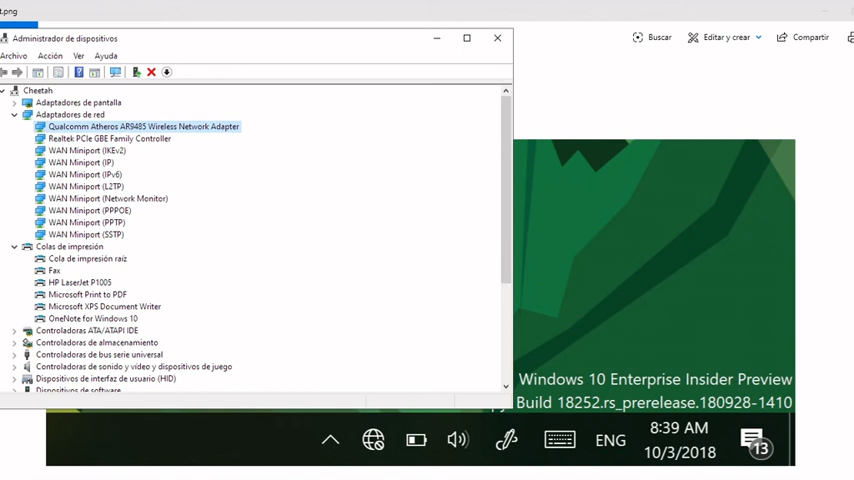 t.png
Administrador de dispositivos
Buscar
Editar y crear
Compartir
Archivo Acción Ver Ayuda
Cheetah
Adaptadores de pantalla
Adaptadores de red
Qualcomm Atheros AR9485 Wireless Network Adapter
Realtek PCIe GBE Family Controller
WAN Miniport (IKEv2)
WAN Miniport (IP)
WAN Miniport (IPv6)
WAN Miniport (L2TP)
WAN Miniport (Network Monitor)
WAN Miniport (PPPOE)
WAN Miniport (PPTP)
WAN Miniport (SSTP)
Colas de impresión
Cola de impresión raíz
Fax
HP LaserJet P1005
Microsoft Print to PDF
Microsoft XPS Document Writer
OneNote for Windows 10
Controladoras ATA/ATAPI IDE
Controladoras de almacenamiento
Controladoras de bus serie universal
Controladoras de sonido y vídeo y dispositivos de juego
Dispositivos de interfaz de usuario (HID)
Dispositivos de software
Windows 10 Enterprise Insider Preview
py. Build 18252.rs_prerelease.180928-1410
ENG
8:39 AM
10/3/2018
13